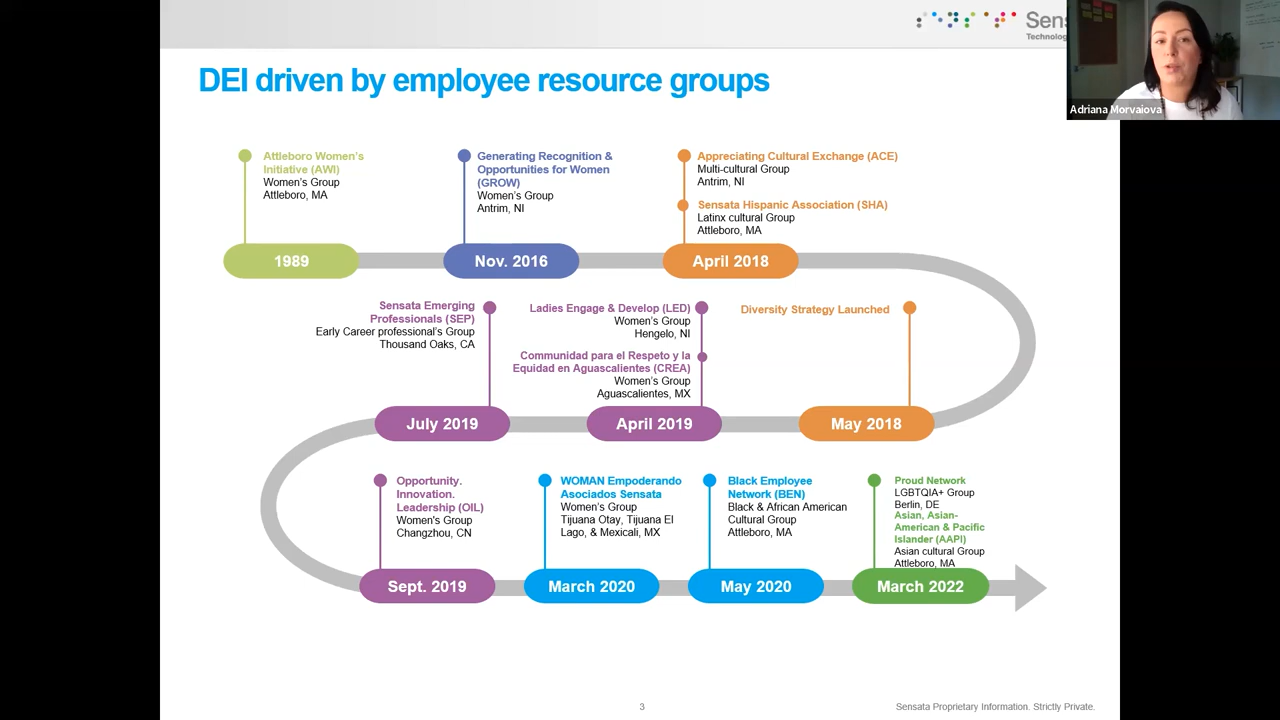 Sens
Technolog
Adriana Morvaiova
DEI driven by employee resource groups
Attleboro Women's
Initiative (AWI)
Women's Group
Attleboro, MA
Generating Recognition &
Opportunities for Women
(GROW)
Women's Group
Antrim, NI
Appreciating Cultural Exchange (ACE)
Multi-cultural Group
Antrim, NI
Sensata Hispanic Association (SHA)
Latinx cultural Group
Attleboro, MA
1989
Nov. 2016
April 2018
Sensata Emerging
Professionals (SEP)
Early Career professional's Group
Thousand Oaks, CA
Ladies Engage & Develop (LED)
Women's Group
Hengelo, NI
Communidad para el Respeto y la
Equidad en Aguascalientes (CREA)
Women's Group
Aguascalientes, MX
Diversity Strategy Launched
July 2019
April 2019
May 2018
Opportunity.
Innovation.
Leadership (OIL)
Women's Group
Changzhou, CN
WOMAN Empoderando
Asociados Sensata
Women's Group
Tijuana Otay, Tijuana El
Lago, & Mexicali, MX
Black Employee
Network (BEN)
Black & African American
Cultural Group
Attleboro, MA
Proud Network
LGBTQIA+ Group
Berlin, DE
Asian, Asian-
American & Pacific
Islander (AAPI)
Asian cultural Group
Attleboro, MA
Sept. 2019
March 2020
May 2020
March 2022
3
Sensata Proprietary Information. Strictly Private.